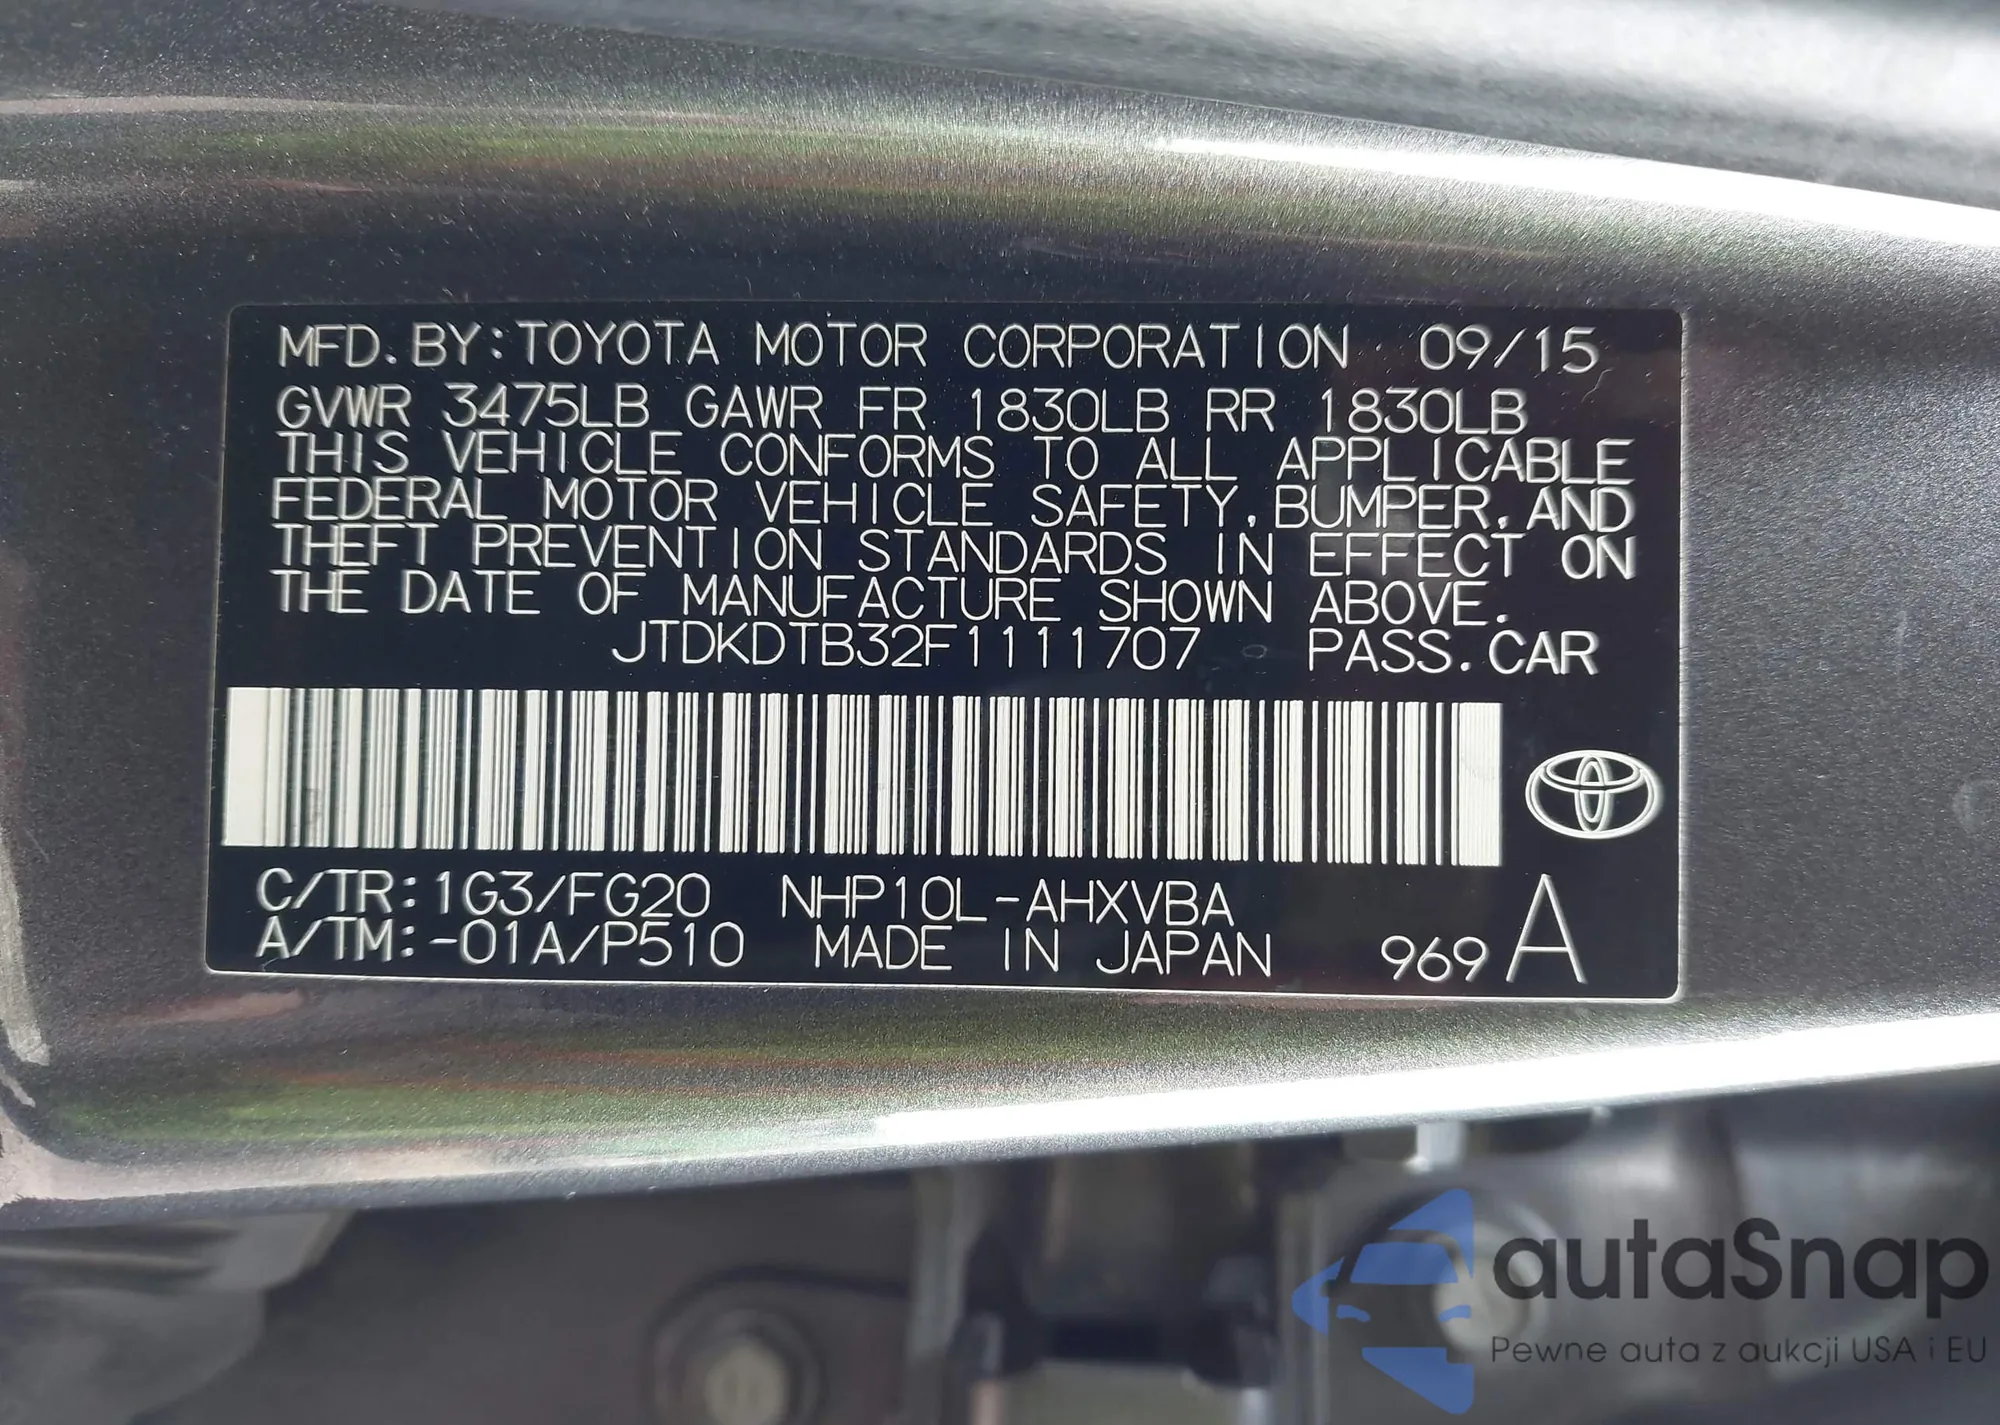 MFD.BY:TOYOTA MOTOR CORPORATION 09/15
GVWR 3475LB GAWR FR 1830LB RR 1830LB
THIS VEHICLE CONFORMS TO ALL APPLICABLE
FEDERAL MOTOR VEHICLE SAFETY,BUMPER,AND
THEFT PREVENTION STANDARDS IN EFFECT ON
THE DATE OF MANUFACTURE SHOWN ABOVE.
JTDKDTB32F1111707 PASS.CAR
C/TR:1G3/FG20 NHP10L-AHXVBA
A/TM:-01A/P510 MADE IN JAPAN 969 A
autaSnap
Pewne auta z aukcji USA i EU